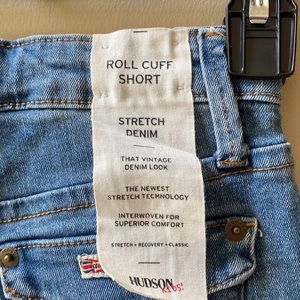 ROLL CUFF
SHORT
STRETCH
DENIM
THAT VINTAGE
DENIM LOOK
THE NEWEST
STRETCH TECHNOLOGY
INTERWOVEN FOR
SUPERIOR COMFORT
STRETCH + RECOVERY + CLASSIC
HUDSON
KIDS!